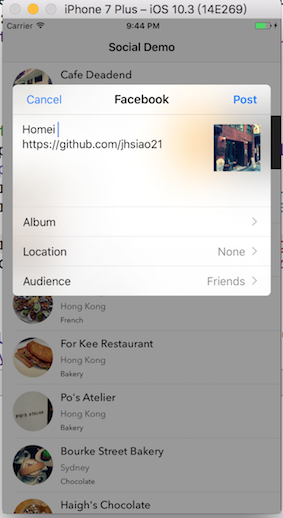 iPhone 7 Plus – iOS 10.3 (14E269)
Carrier 9:44 PM
Social Demo
Cafe Deadend
Cancel Facebook Post
Homei
https://github.com/jhsiao21
Album
Location None
Audience Friends
Hong Kong
French
For Kee Restaurant
Hong Kong
Bakery
Po's Atelier
Hong Kong
Bakery
Bourke Street Bakery
Sydney
Chocolate
Haigh's Chocolate